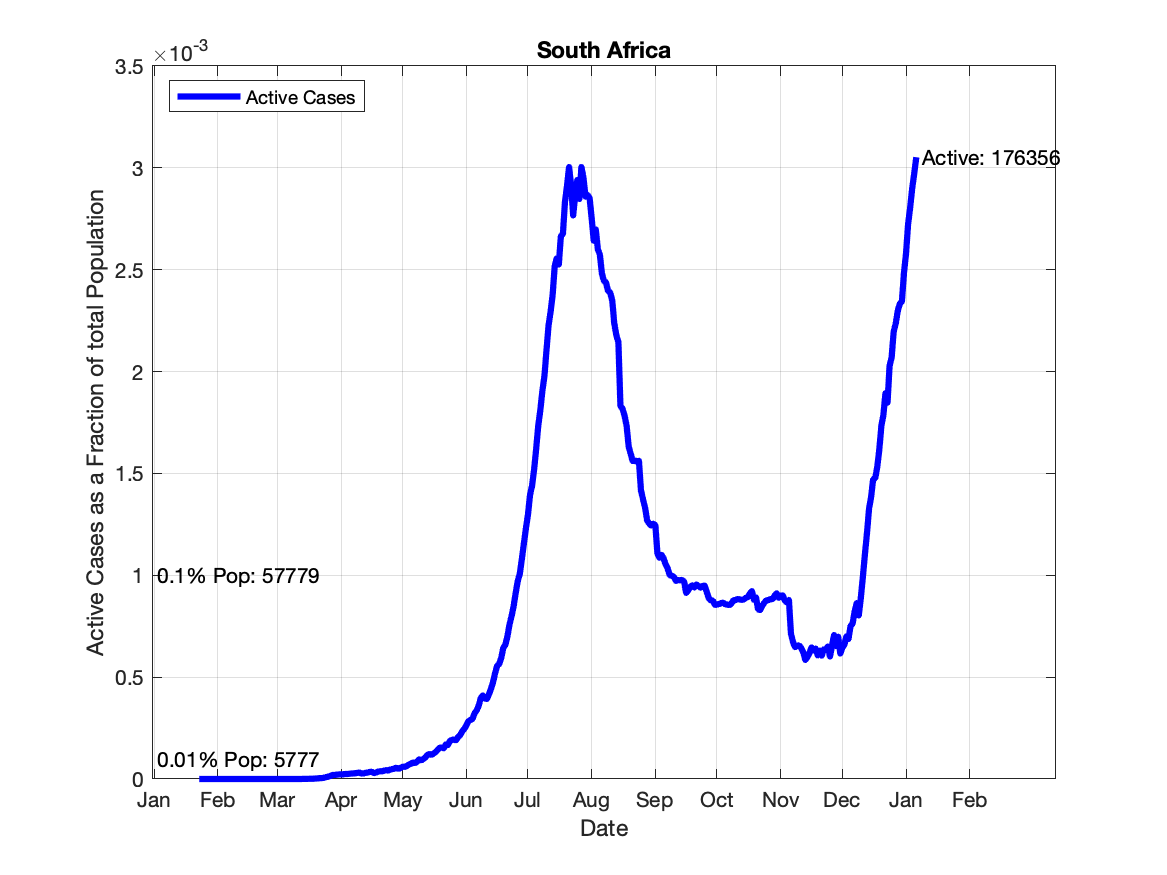 South Africa
×10-3
3.5
3
2.5
2
1.5
1
0.5
0
Active Cases as a Fraction of total Population
Active Cases
Active: 176356
0.1% Pop: 57779
0.01% Pop: 5777
Jan Feb Mar Apr May Jun Jul Aug Sep Oct Nov Dec Jan Feb
Date